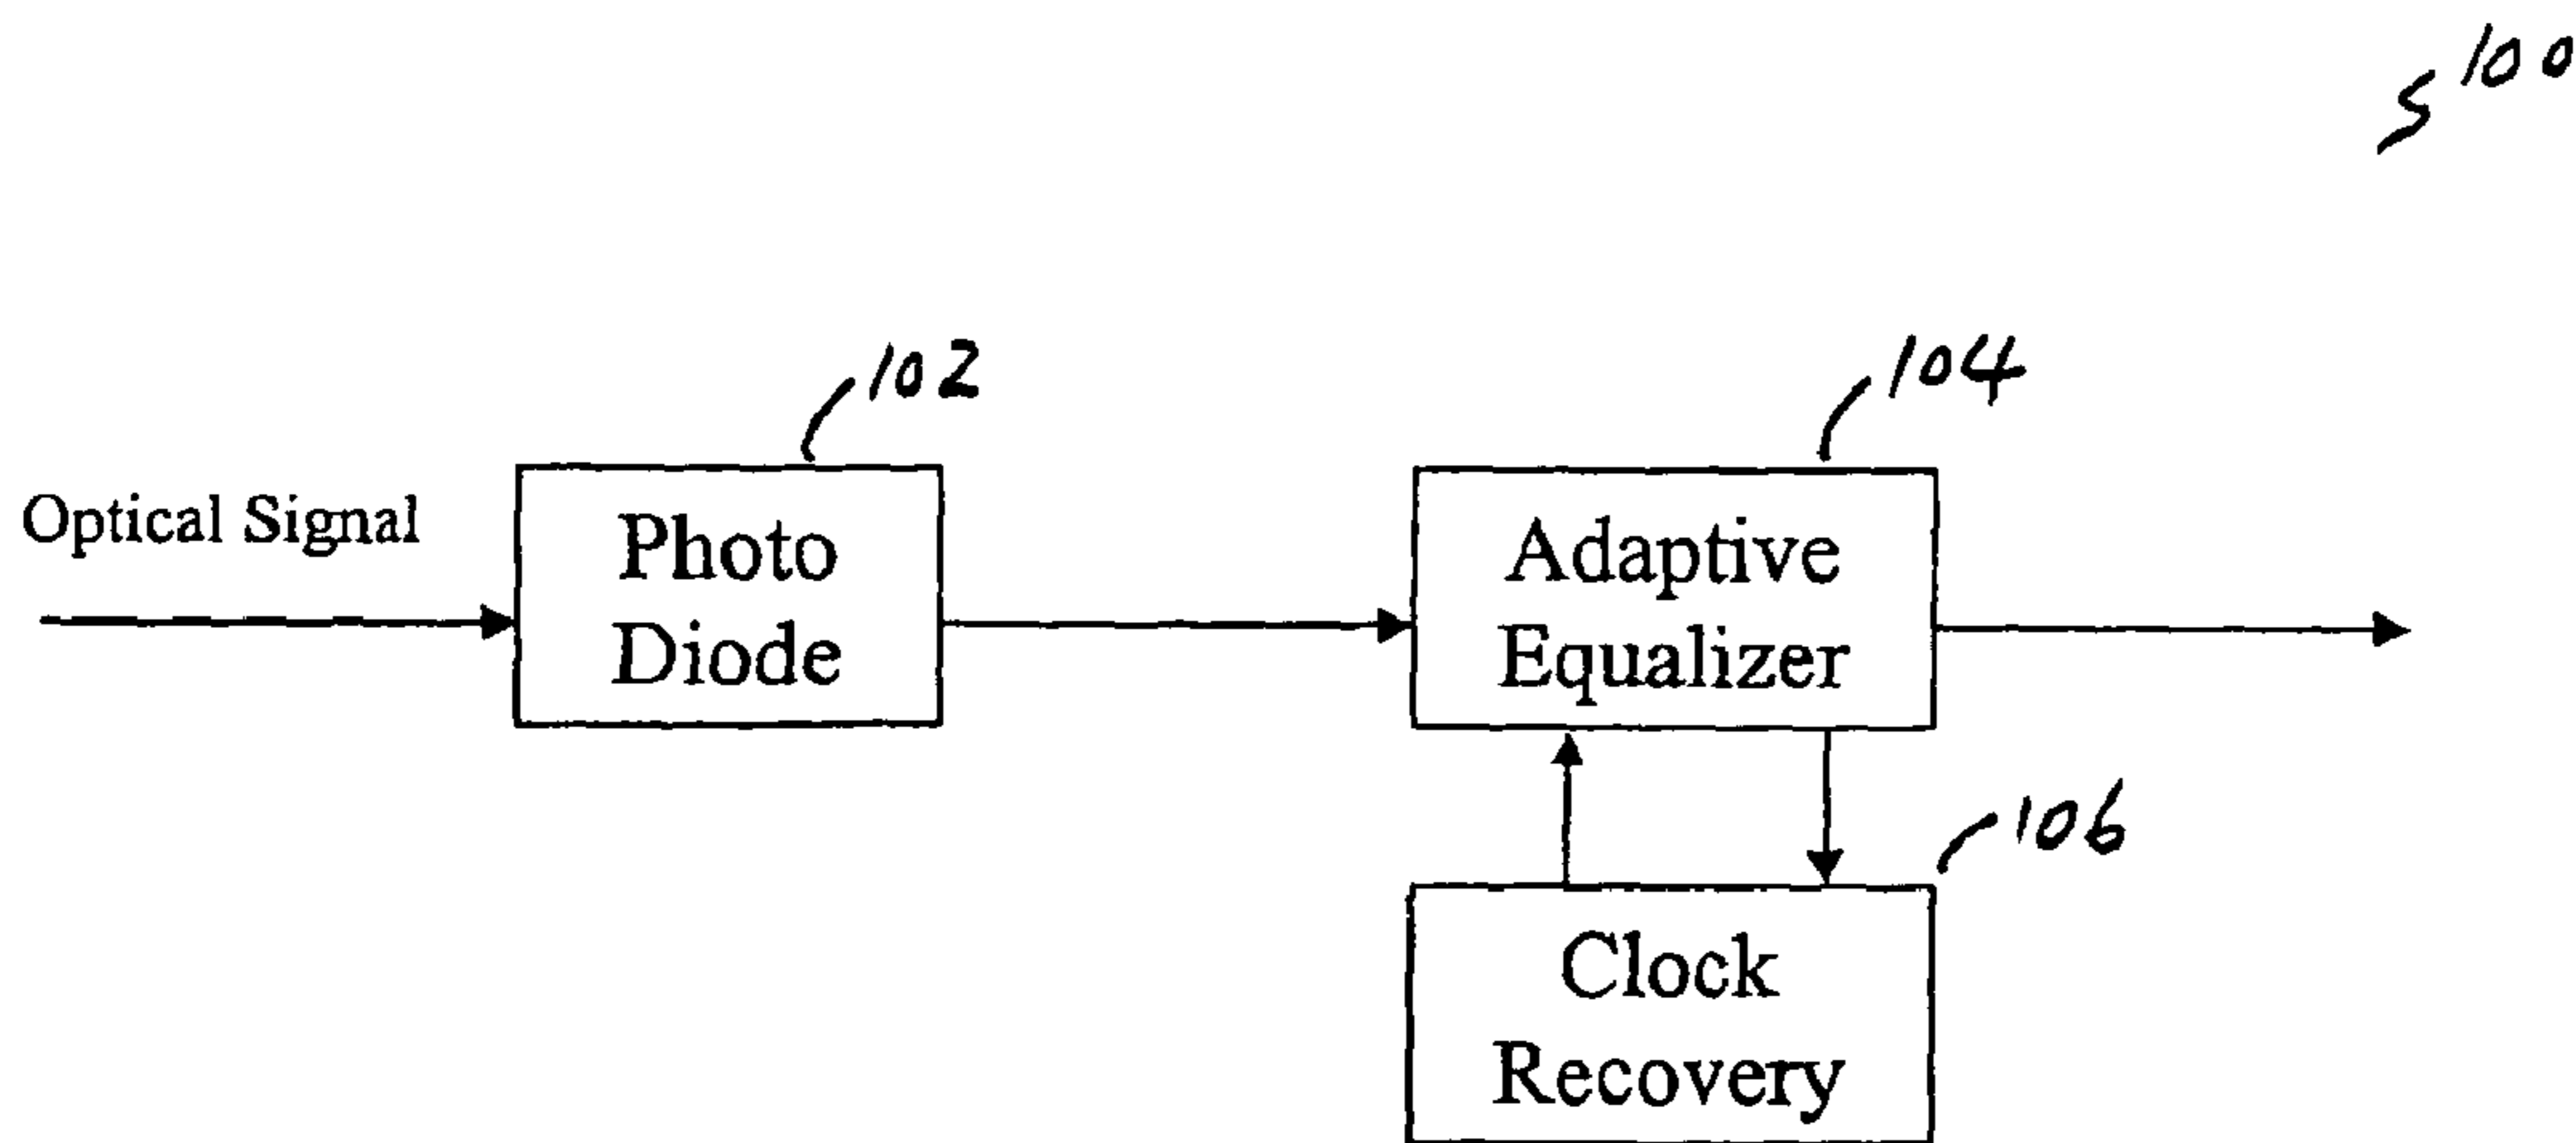 100
102
104
Optical Signal
Photo
Diode
Adaptive
Equalizer
106
Clock
Recovery